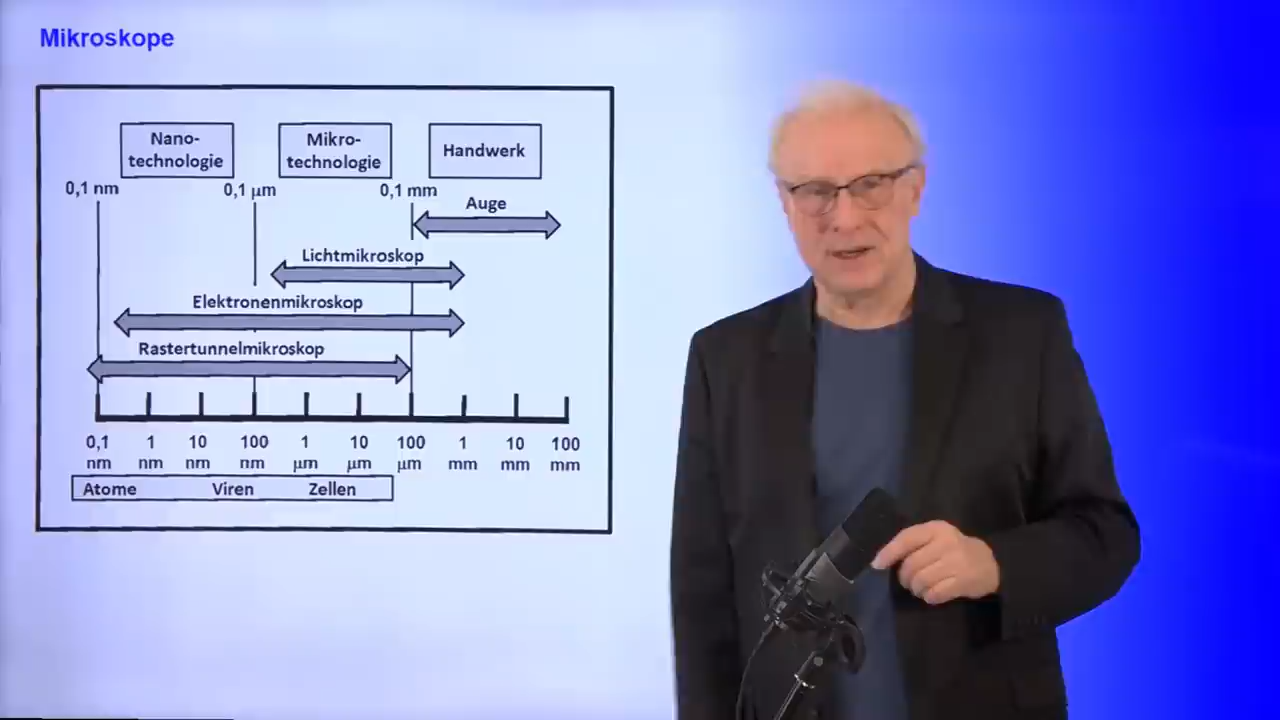 Mikroskope
Nano-
technologie
Mikro-
technologie
Handwerk
0,1 nm
0,1 µm
0,1 mm
Auge
Lichtmikroskop
Elektronenmikroskop
Rastertunnelmikroskop
0,1 1 10 100 1 10 100 1 10 100
nm nm nm nm µm µm µm mm mm mm
Atome Viren Zellen